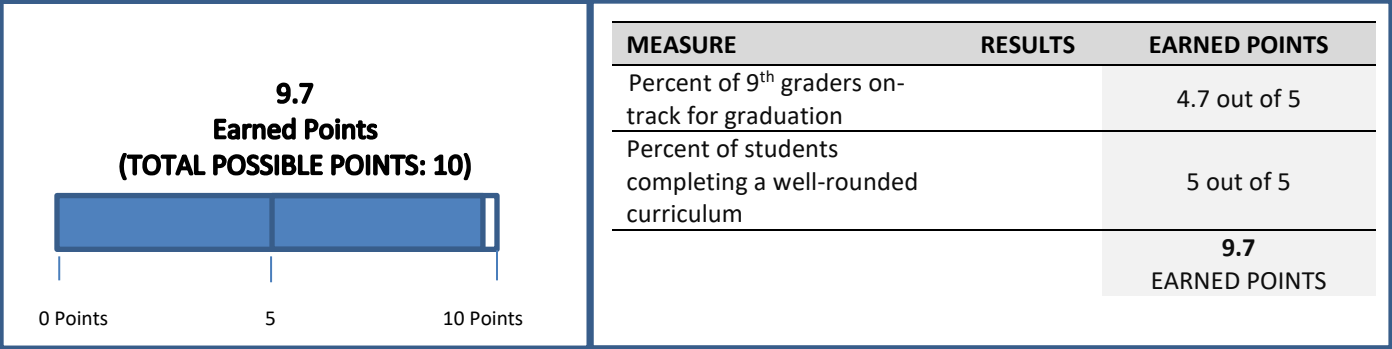 9.7
Earned Points
(TOTAL POSSIBLE POINTS: 10)
0 Points 5 10 Points
MEASURE RESULTS EARNED POINTS
Percent of 9th graders on-
track for graduation
4.7 out of 5
Percent of students
completing a well-rounded
curriculum
5 out of 5
9.7
EARNED POINTS